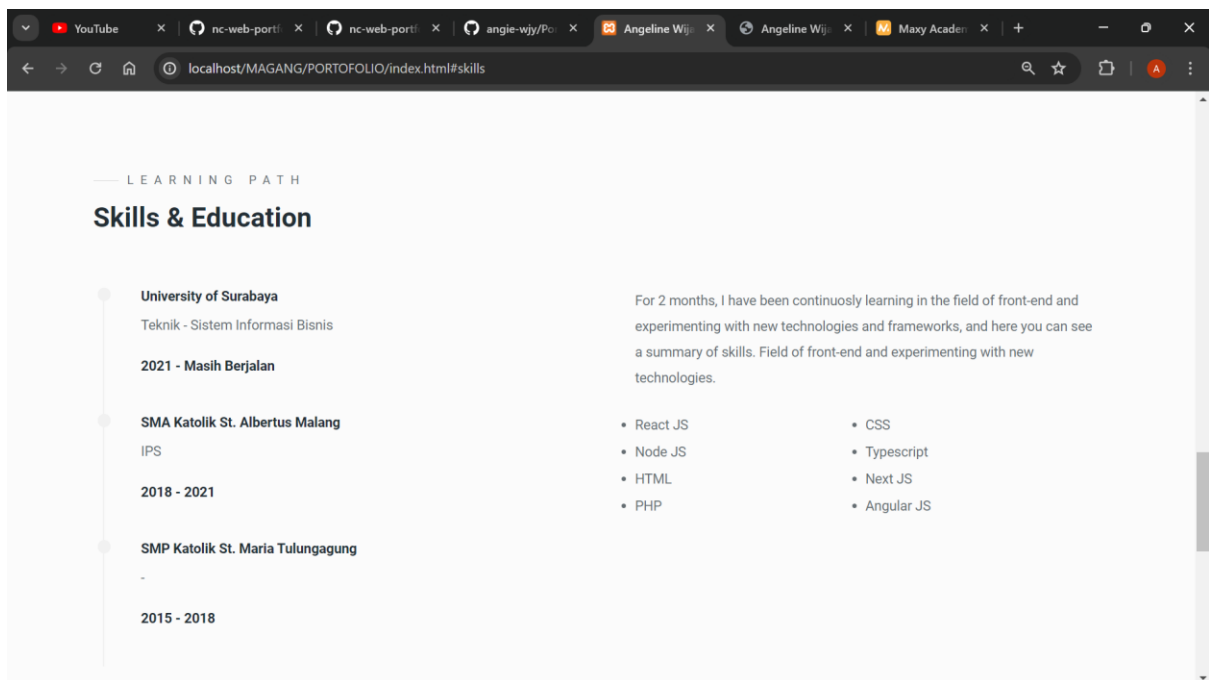 YouTube
nc-web-portf
nc-web-portf
angie-wjy/Por
Angeline Wij
Angeline Wij
Maxy Academ
localhost/MAGANG/PORTOFOLIO/index.html#skills
A
LEARNING PATH
Skills & Education
University of Surabaya
Teknik - Sistem Informasi Bisnis
2021 - Masih Berjalan
SMA Katolik St. Albertus Malang
IPS
2018 - 2021
SMP Katolik St. Maria Tulungagung
-
2015 - 2018
For 2 months, I have been continuosly learning in the field of front-end and
experimenting with new technologies and frameworks, and here you can see
a summary of skills. Field of front-end and experimenting with new
technologies.
React JS
Node JS
HTML
PHP
CSS
Typescript
Next JS
Angular JS